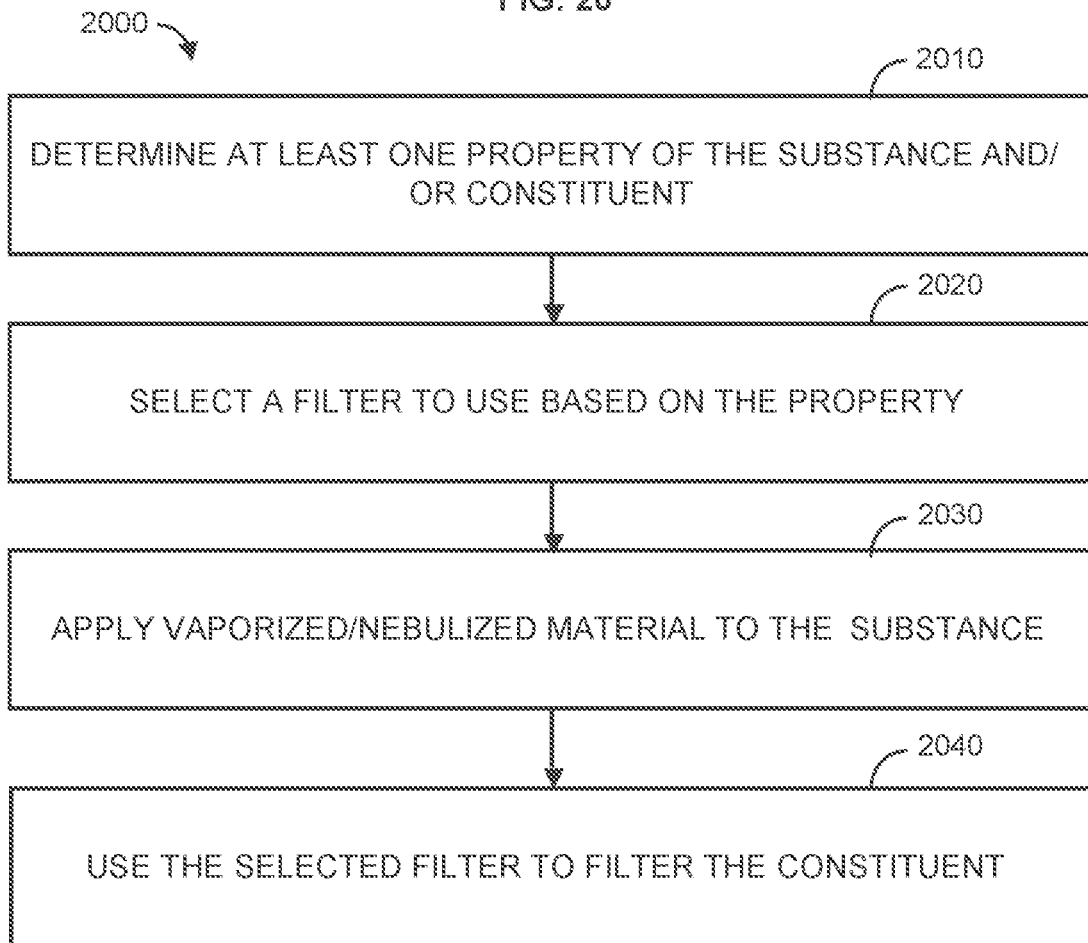 FIG. 20
2000
2010
DETERMINE AT LEAST ONE PROPERTY OF THE SUBSTANCE AND/
OR CONSTITUENT
2020
SELECT A FILTER TO USE BASED ON THE PROPERTY
2030
APPLY VAPORIZED/NEBULIZED MATERIAL TO THE SUBSTANCE
2040
USE THE SELECTED FILTER TO FILTER THE CONSTITUENT